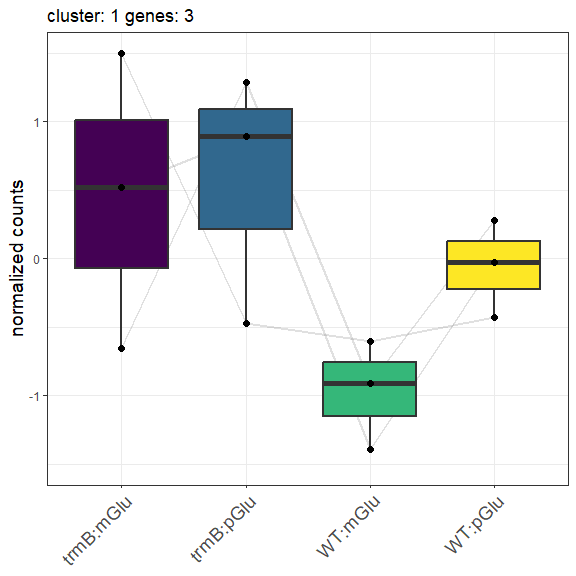 cluster: 1 genes: 3
normalized counts
1
0
-1
trmB:mGlu
trmB:pGlu
WT:mGlu
WT:pGlu